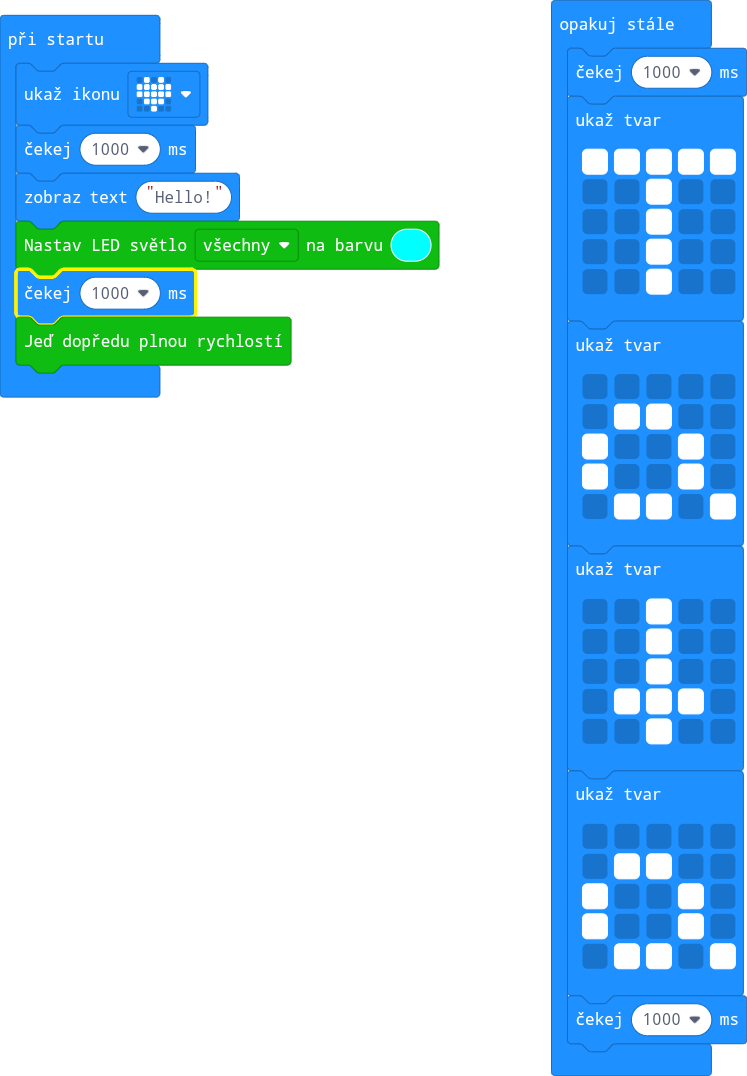 při startu
ukaž ikonu
čekej 1000 ms
zobraz text "Hello!"
Nastav LED světlo všechny na barvu
čekej 1000 ms
Jeď dopředu plnou rychlostí
opakuj stále
čekej 1000 ms
ukaž tvar
ukaž tvar
ukaž tvar
ukaž tvar
čekej 1000 ms